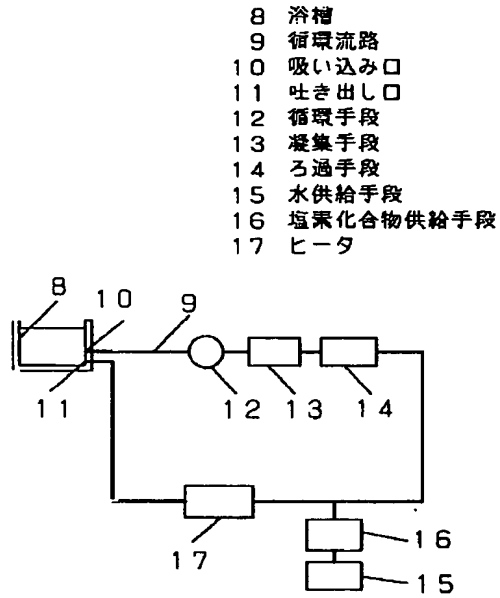 8 浴槽
9 循環流路
10 吸い込み口
11 吐き出し口
12 循環手段
13 凝集手段
14 ろ過手段
15 水供給手段
16 塩素化合物供給手段
17 ヒータ
8
10
9
11
12
13
14
17
16
15